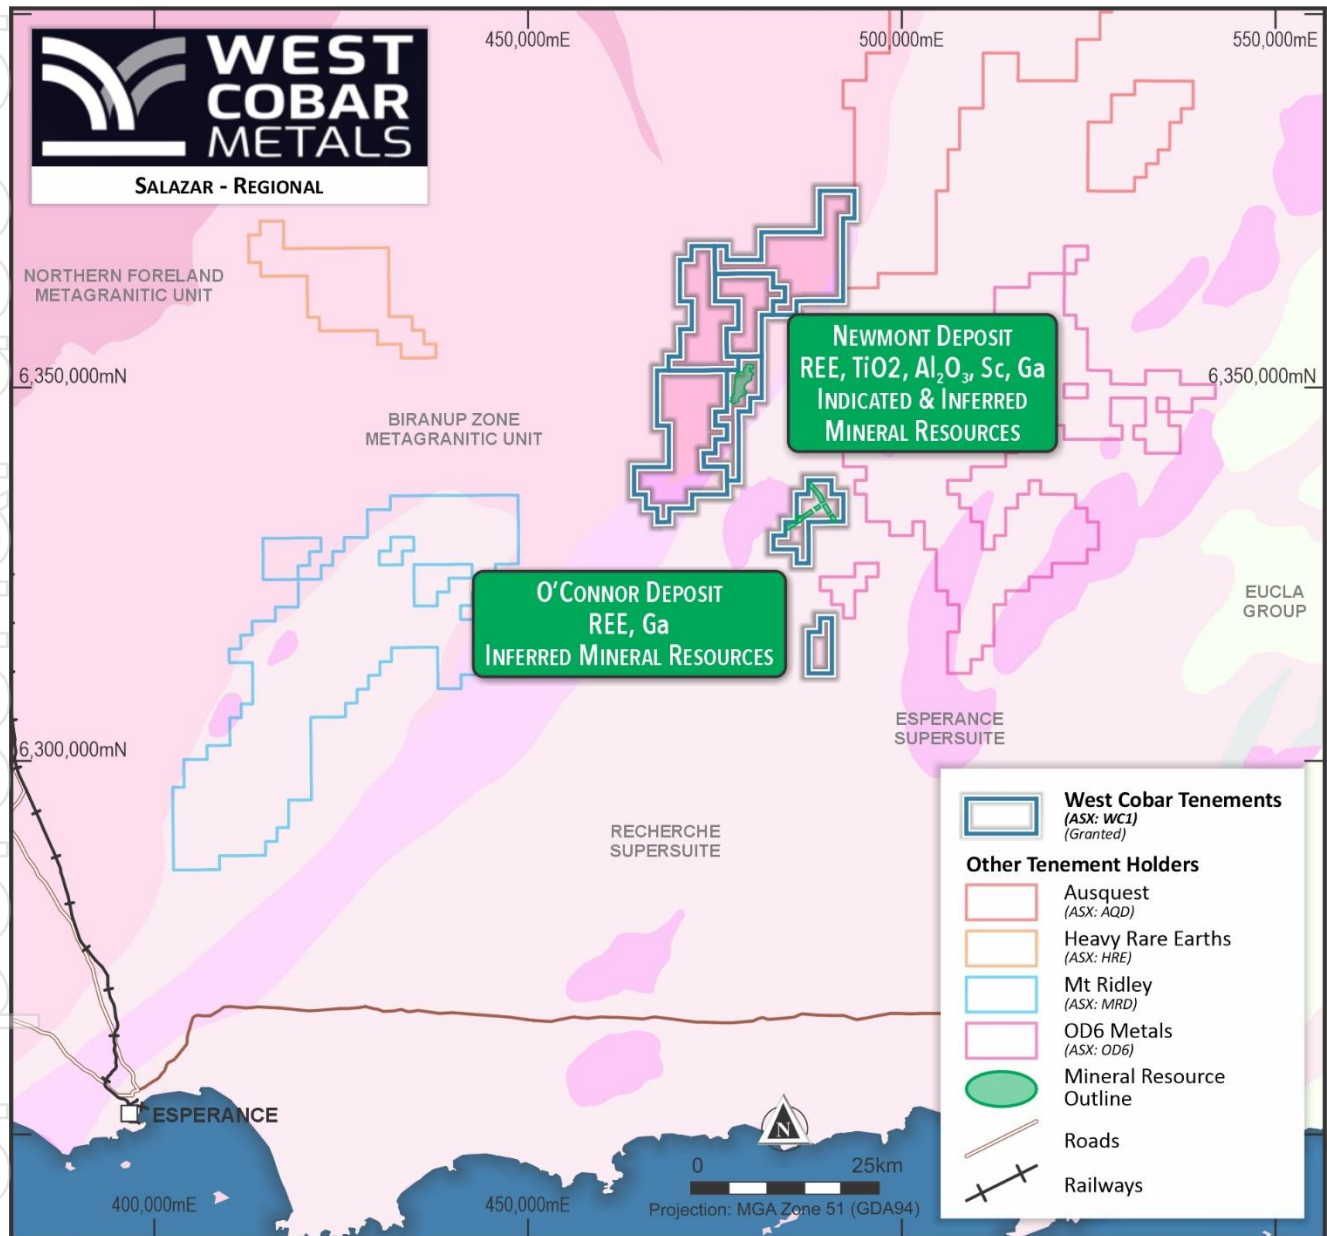 WEST
COBAR
METALS
SALAZAR - REGIONAL
450,000mE
500,000mE
550,000mE
NORTHERN FORELAND
METAGRANITIC UNIT
6,350,000mN
BIRANUP ZONE
METAGRANITIC UNIT
NEWMONT DEPOSIT
REE, TiO2, Al₂O₃, Sc, Ga
INDICATED & INFERRED
MINERAL RESOURCES
6,350,000mN
O'CONNOR DEPOSIT
REE, Ga
INFERRED MINERAL RESOURCES
EUCLA
GROUP
ESPERANCE
SUPERSUITE
6,300,000mN
RECHERCHE
SUPERSUITE
West Cobar Tenements
(ASX: WC1)
(Granted)
Other Tenement Holders
Ausquest
(ASX: AQD)
Heavy Rare Earths
(ASX: HRE)
Mt Ridley
(ASX: MRD)
OD6 Metals
(ASX: OD6)
Mineral Resource
Outline
Roads
Railways
ESPERANCE
N
0 25km
Projection: MGA Zone 51 (GDA94)
400,000mE
450,000mE
500,000mE